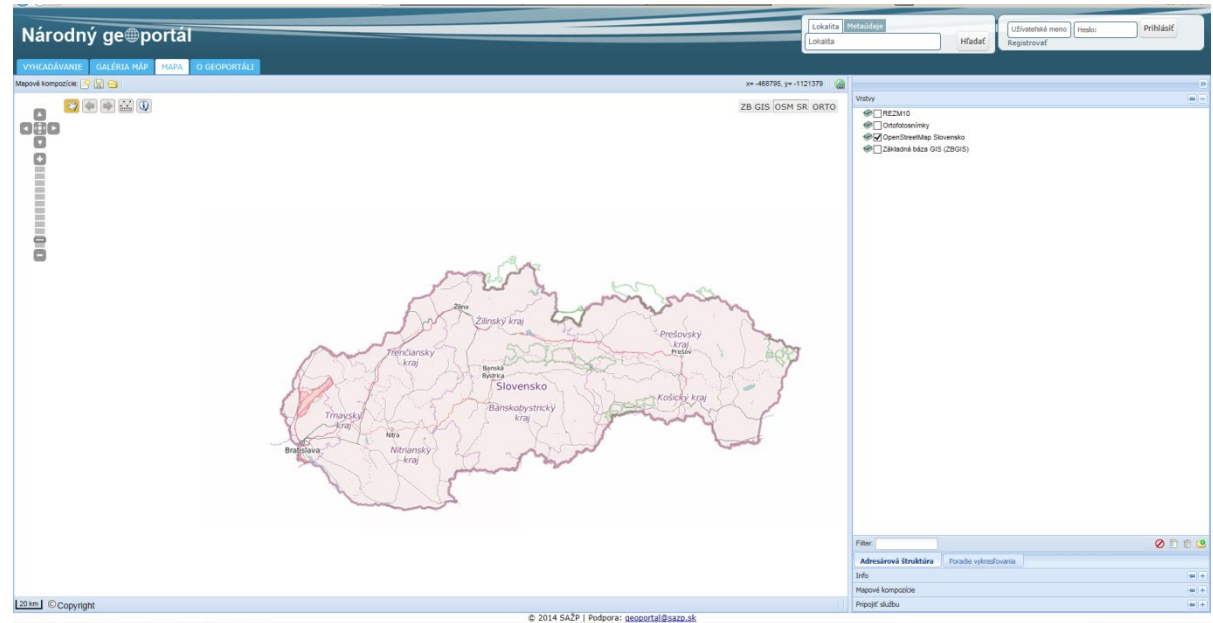 Národný geoportál
Lokalita Metaúdaje
Lokalita
Hľadať
Užívateľské meno:
Heslo:
Prihlásiť
Registrovať
VYHĽADÁVANIE GALÉRIA MÁP MAPA O GEOPORTÁLI
Mapové kompozície:
x= -468795, y= -1121379
ZB GIS OSM SR ORTO
Vrstvy
REZM10
Ortofotosnímky
OpenStreetMap Slovensko
Základná báza GIS (ZBGIS)
Žilina
Žilinský kraj
Prešovský
kraj
Prešov
Trenčiansky
kraj
Banská
Bystrica
Slovensko
Košický kraj
Banskobystrický
kraj
Trnavský
kraj
Nitra
Bratislava
Nitriansky
kraj
Filter:
Adresárová štruktúra Poradie vykresľovania
Info
Mapové kompozície
Pripojiť službu
20 km © Copyright
© 2014 SAŽP | Podpora: geoportal@sazp.sk